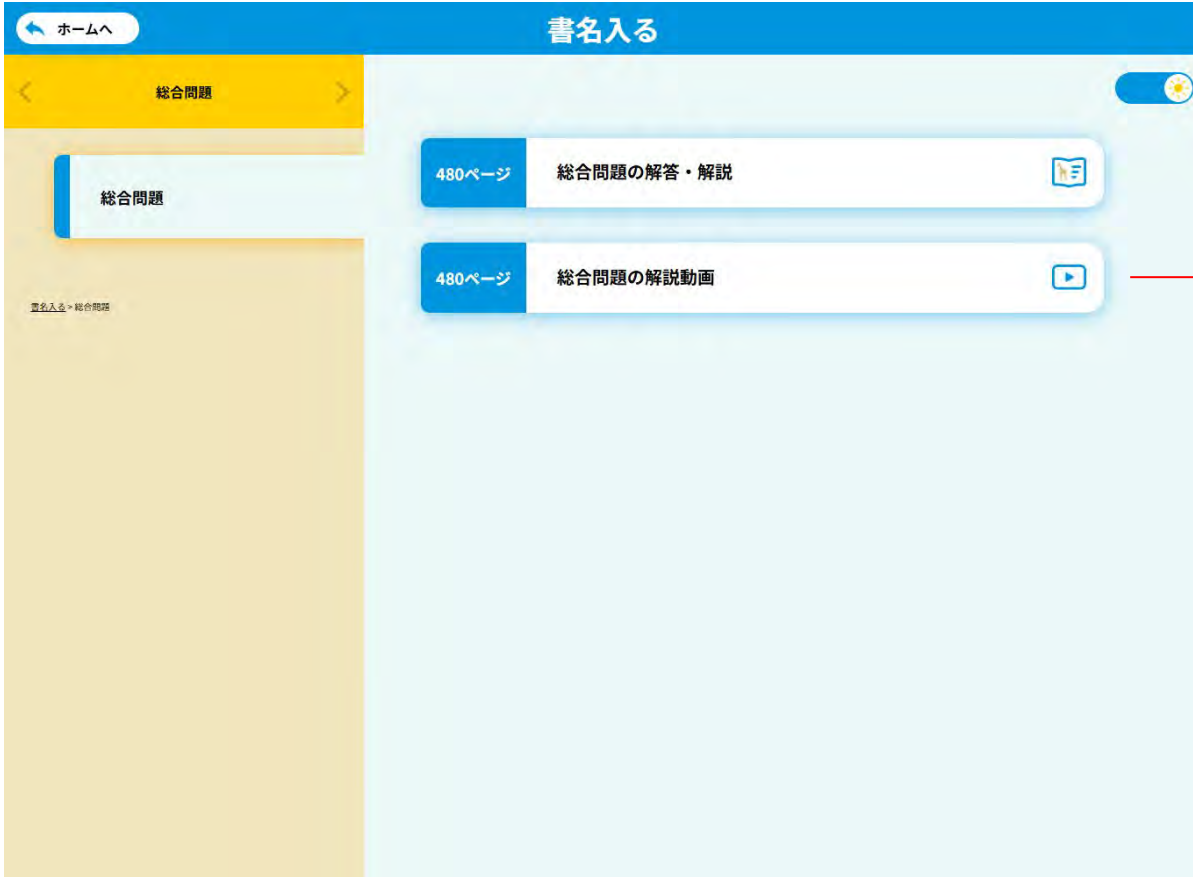 ホームへ
書名入る
総合問題
総合問題
書名入る > 総合問題
480ページ 総合問題の解答・解説
480ページ 総合問題の解説動画